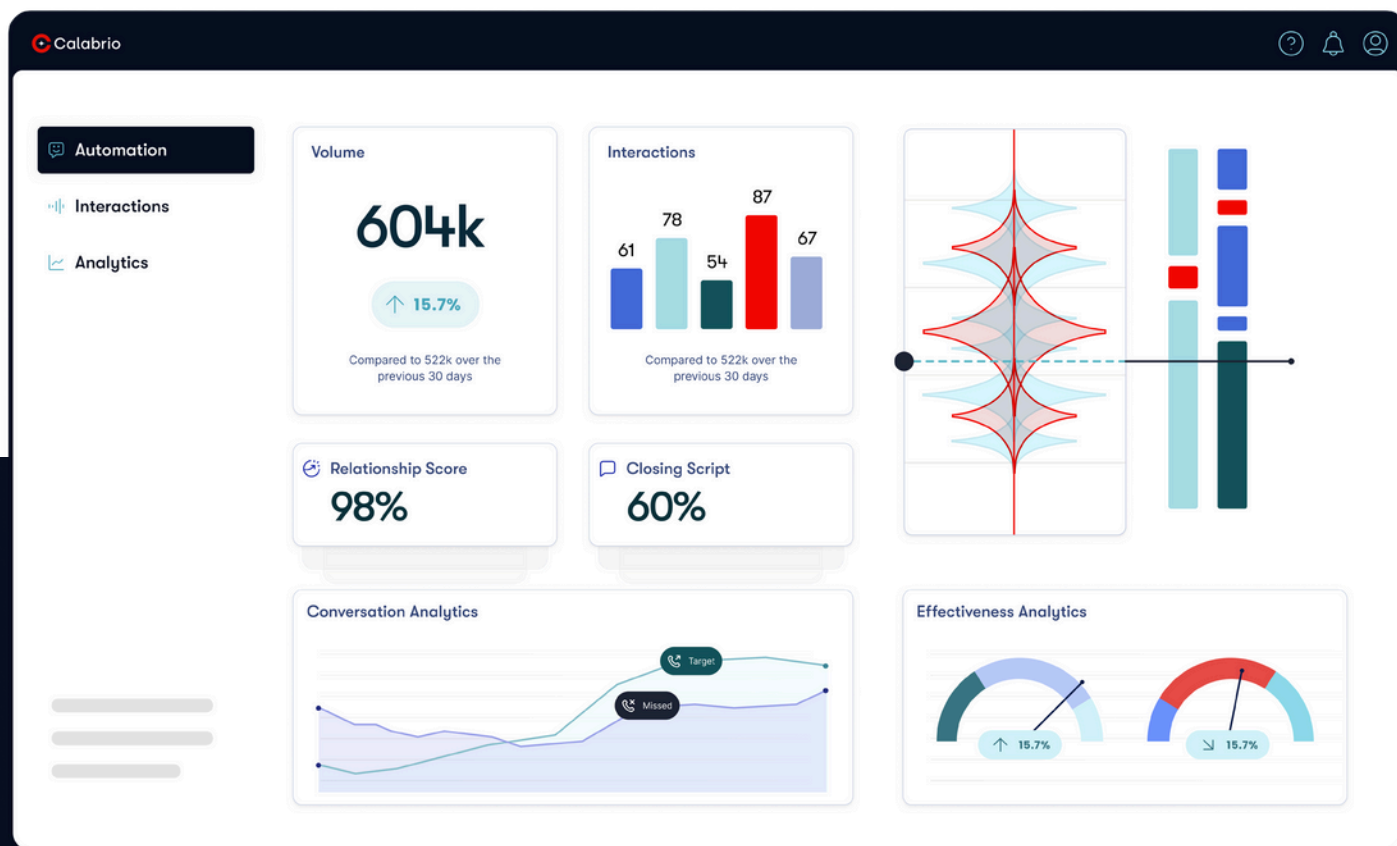 Calabrio
Automation
Interactions
Analytics
Volume
604k
15.7%
Compared to 522k over the
previous 30 days
Interactions
61
78
54
87
67
Compared to 522k over the
previous 30 days
Relationship Score
98%
Closing Script
60%
Conversation Analytics
Target
Missed
Effectiveness Analytics
15.7%
15.7%